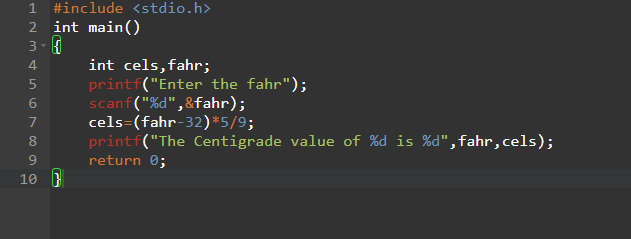 1 #include <stdio.h>
2 int main()
3 {
4     int cels,fahr;
5     printf("Enter the fahr");
6     scanf("%d",&fahr);
7     cels=(fahr-32)*5/9;
8     printf("The Centigrade value of %d is %d",fahr,cels);
9     return 0;
10 }